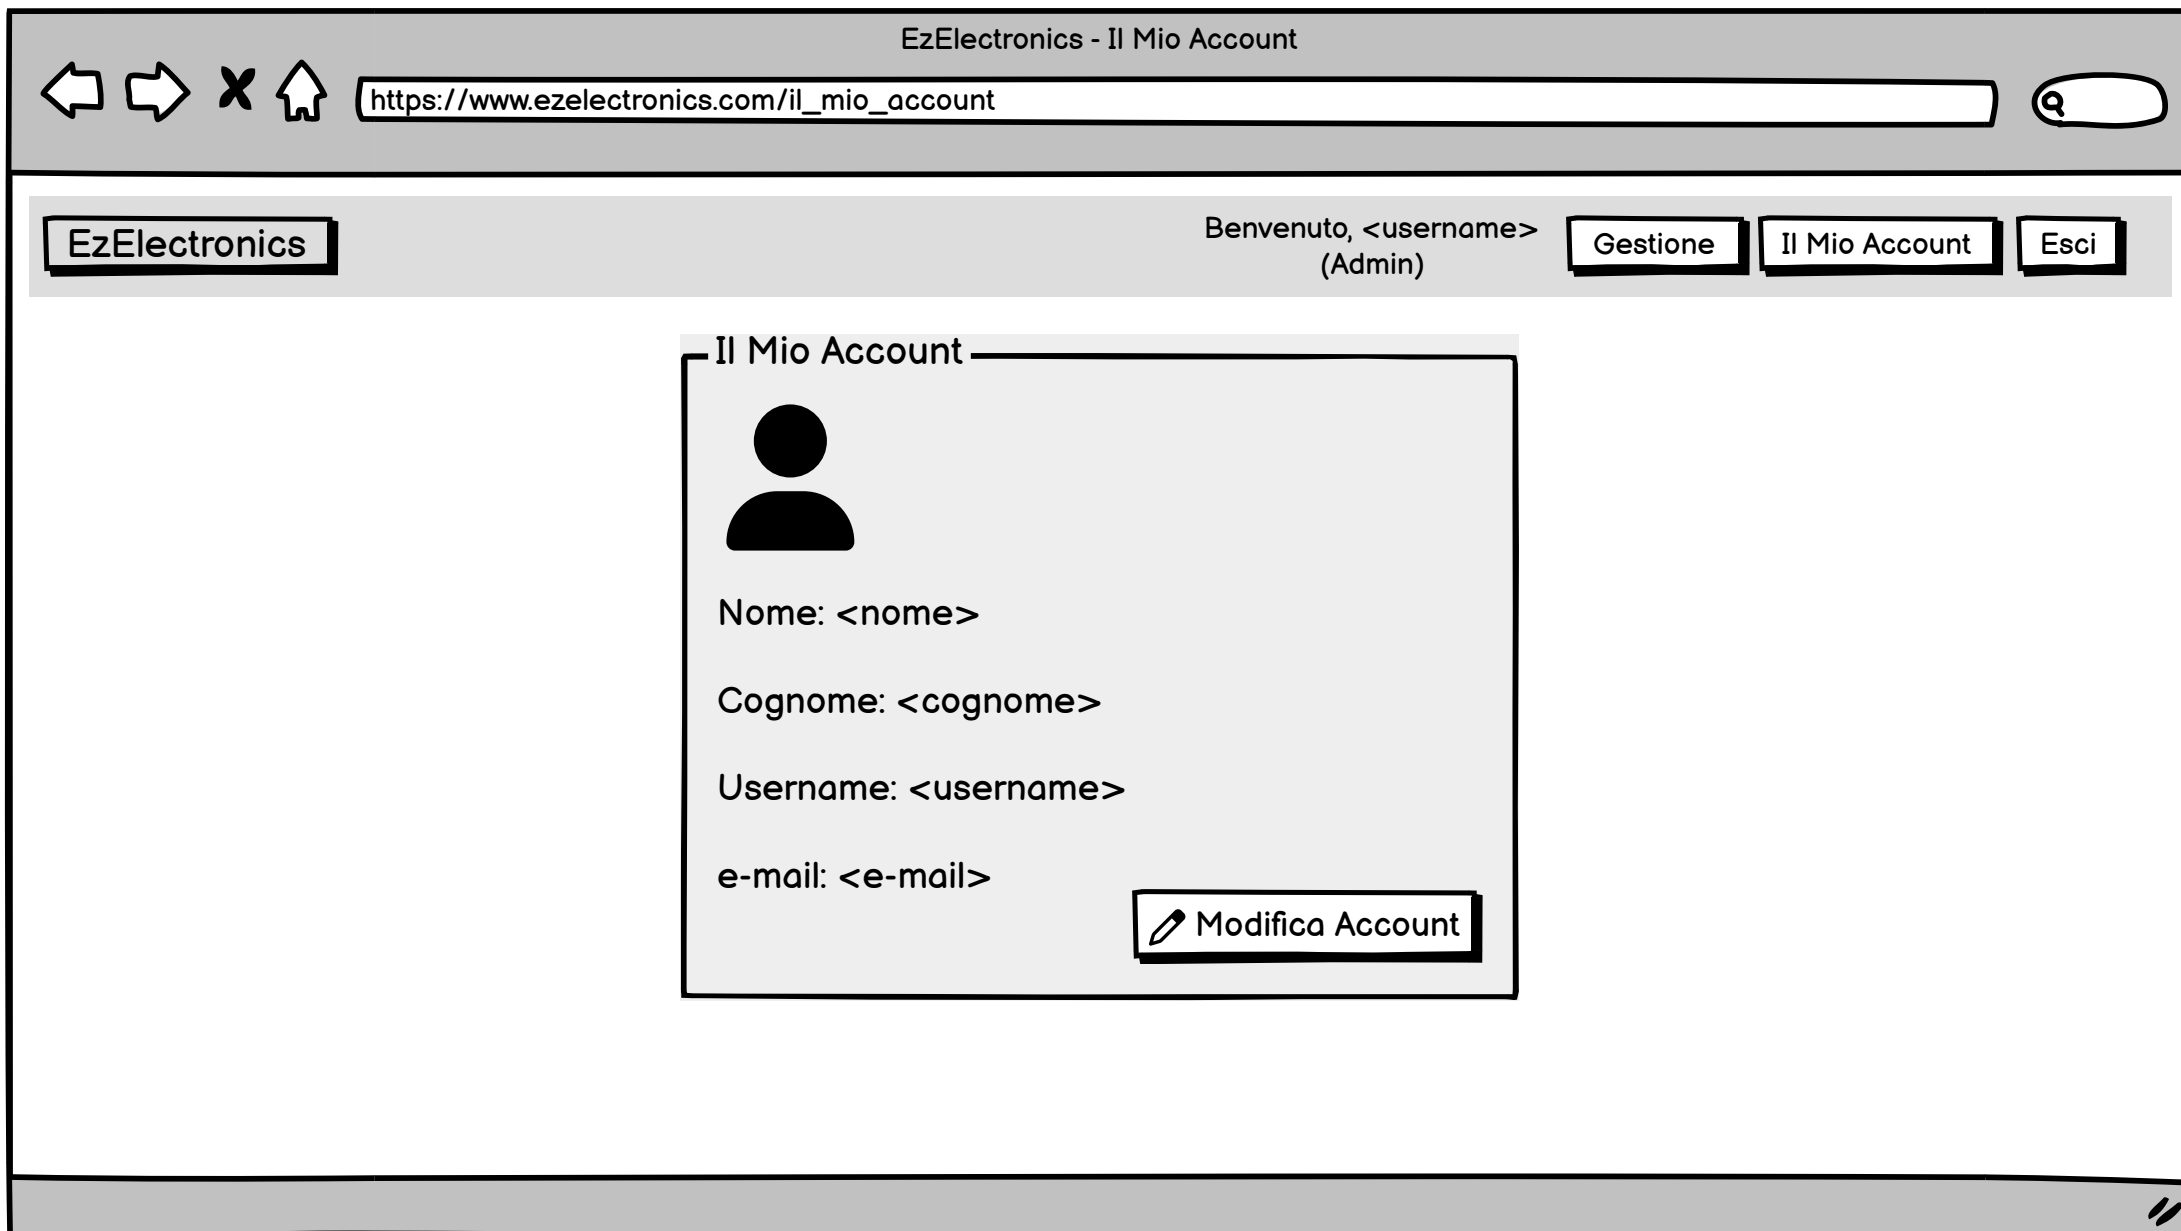 EzElectronics - Il Mio Account
https://www.ezelectronics.com/il_mio_account
EzElectronics
Benvenuto, <username>
(Admin)
Gestione
Il Mio Account
Esci
Il Mio Account
Nome: <nome>
Cognome: <cognome>
Username: <username>
e-mail: <e-mail>
Modifica Account